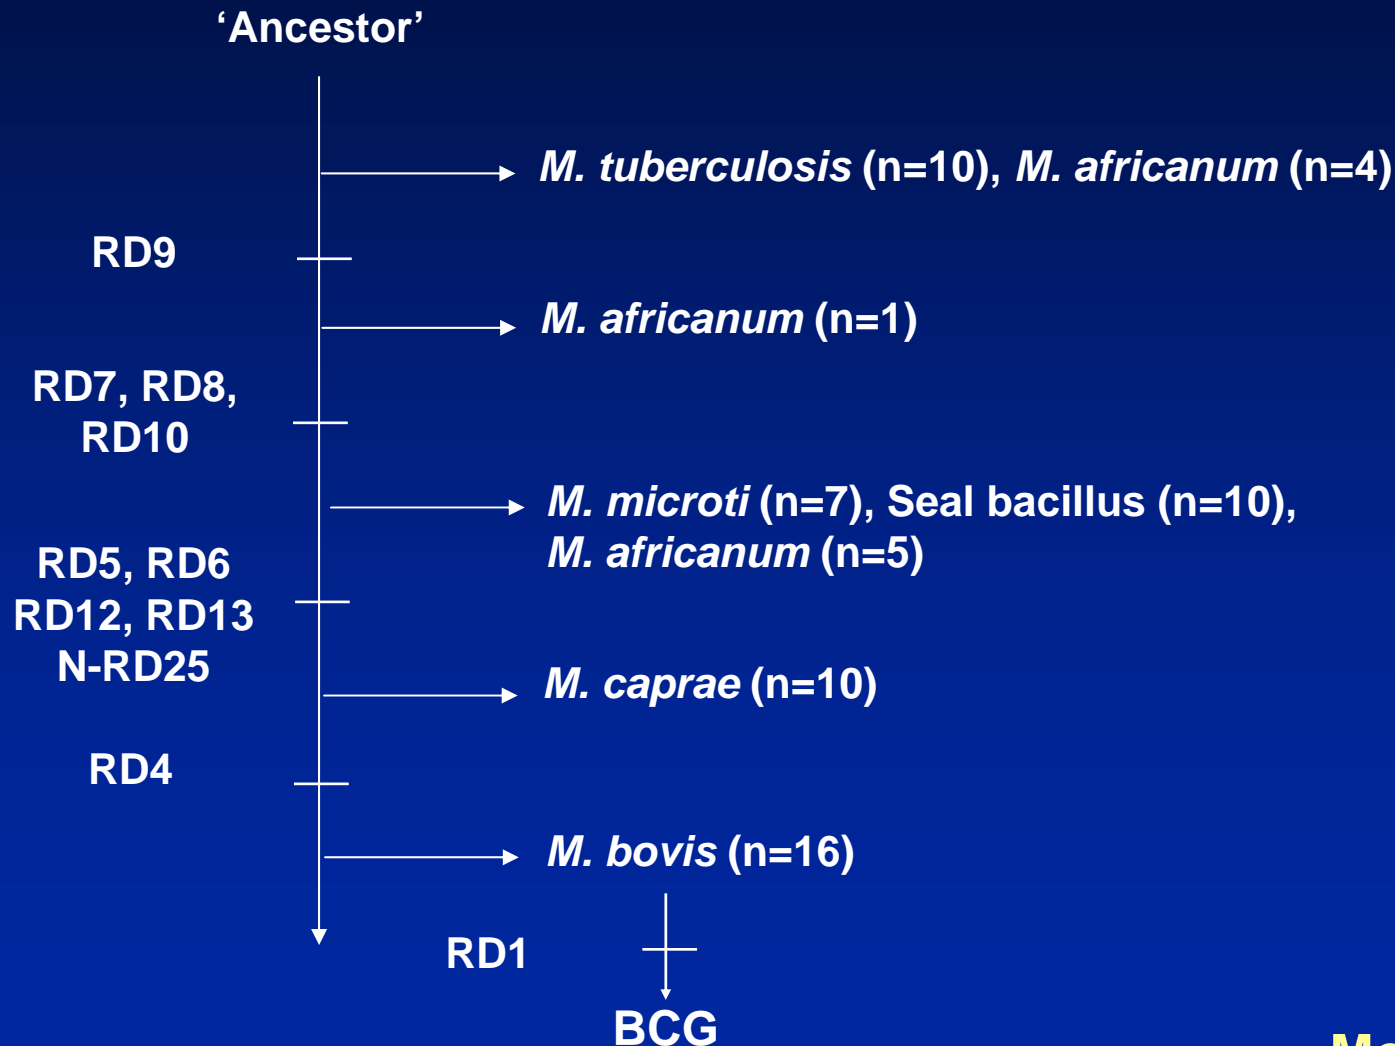 ‘Ancestor’
M. tuberculosis (n=10), M. africanum (n=4)
RD9
M. africanum (n=1)
RD7, RD8,
RD10
M. microti (n=7), Seal bacillus (n=10),
M. africanum (n=5)
RD5, RD6
RD12, RD13
N-RD25
M. caprae (n=10)
RD4
M. bovis (n=16)
RD1
BCG